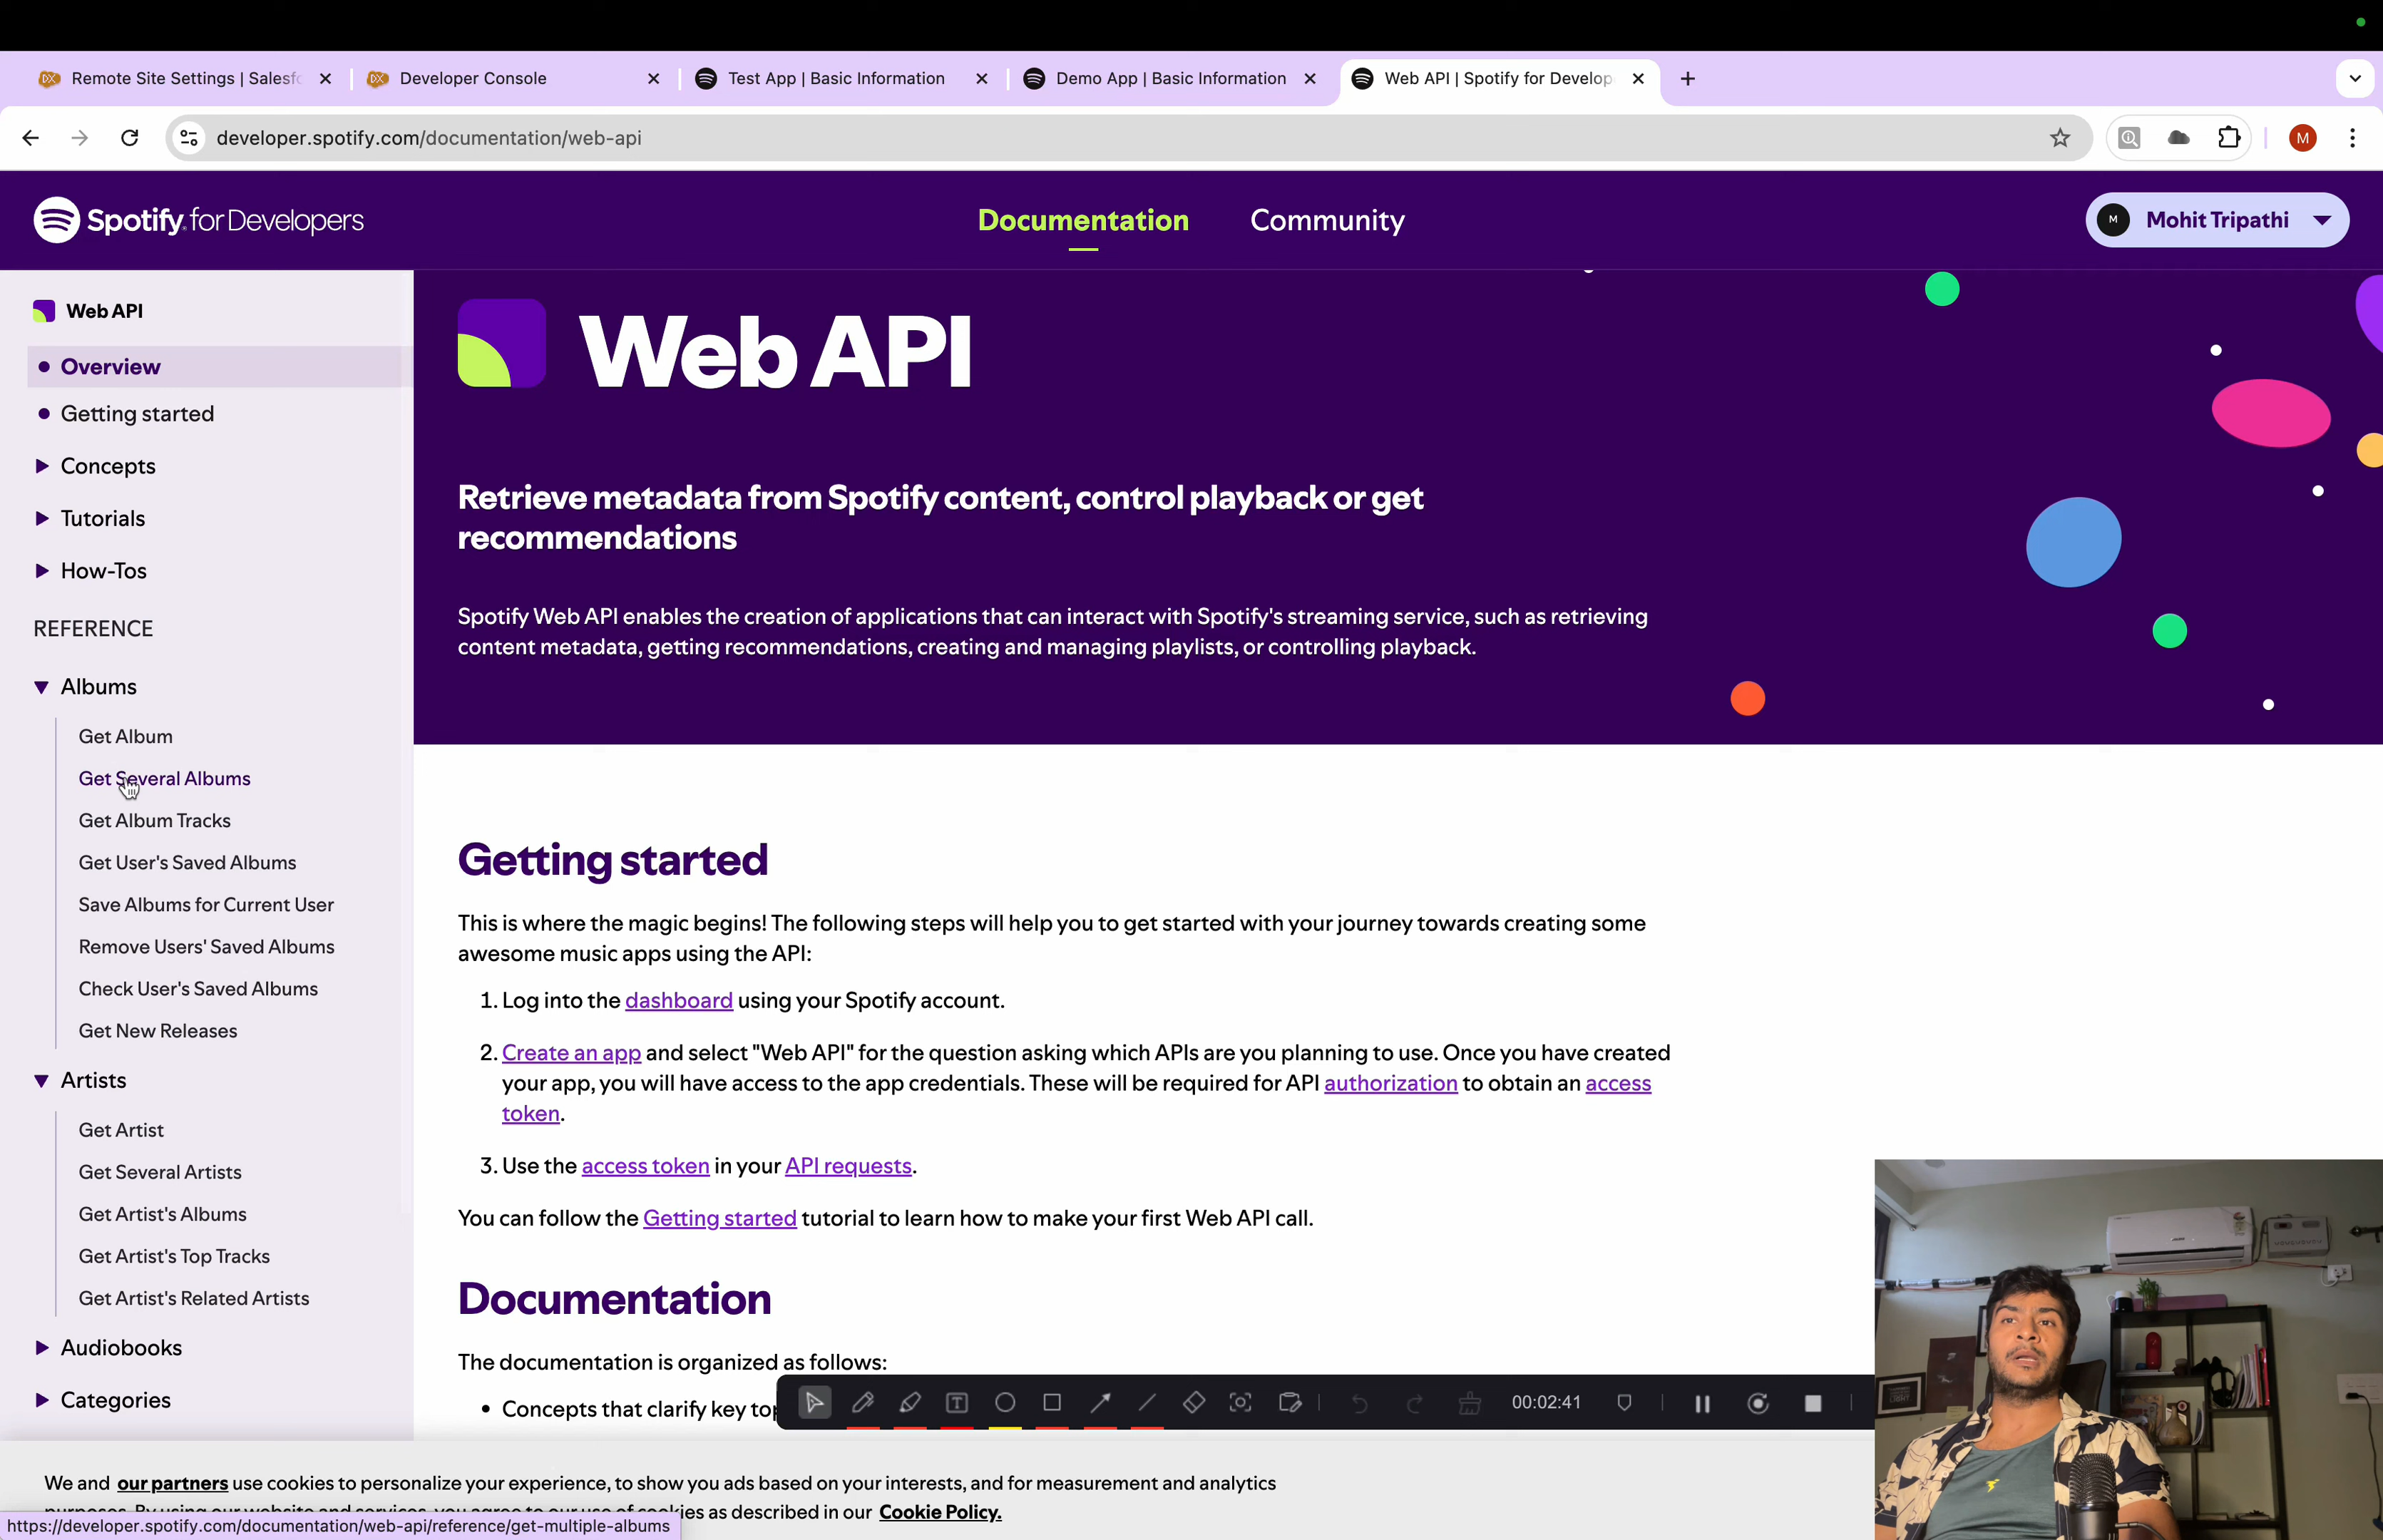 Remote Site Settings | Salesfo
Developer Console
Test App | Basic Information
Demo App | Basic Information
Web API | Spotify for Develop
developer.spotify.com/documentation/web-api
M
Spotify for Developers
Documentation
Community
M
Mohit Tripathi
Web API
Overview
Getting started
Concepts
Tutorials
How-Tos
REFERENCE
Albums
Get Album
Get Several Albums
Get Album Tracks
Get User's Saved Albums
Save Albums for Current User
Remove Users' Saved Albums
Check User's Saved Albums
Get New Releases
Artists
Get Artist
Get Several Artists
Get Artist's Albums
Get Artist's Top Tracks
Get Artist's Related Artists
Audiobooks
Categories
Web API
Retrieve metadata from Spotify content, control playback or get
recommendations
Spotify Web API enables the creation of applications that can interact with Spotify's streaming service, such as retrieving
content metadata, getting recommendations, creating and managing playlists, or controlling playback.
Getting started
This is where the magic begins! The following steps will help you to get started with your journey towards creating some
awesome music apps using the API:
1. Log into the dashboard using your Spotify account.
2. Create an app and select "Web API" for the question asking which APIs are you planning to use. Once you have created
your app, you will have access to the app credentials. These will be required for API authorization to obtain an access
token.
3. Use the access token in your API requests.
You can follow the Getting started tutorial to learn how to make your first Web API call.
Documentation
The documentation is organized as follows:
• Concepts that clarify key top
T
00:02:41
We and our partners use cookies to personalize your experience, to show you ads based on your interests, and for measurement and analytics
ies as described in our Cookie Policy.
https://developer.spotify.com/documentation/web-api/reference/get-multiple-albums